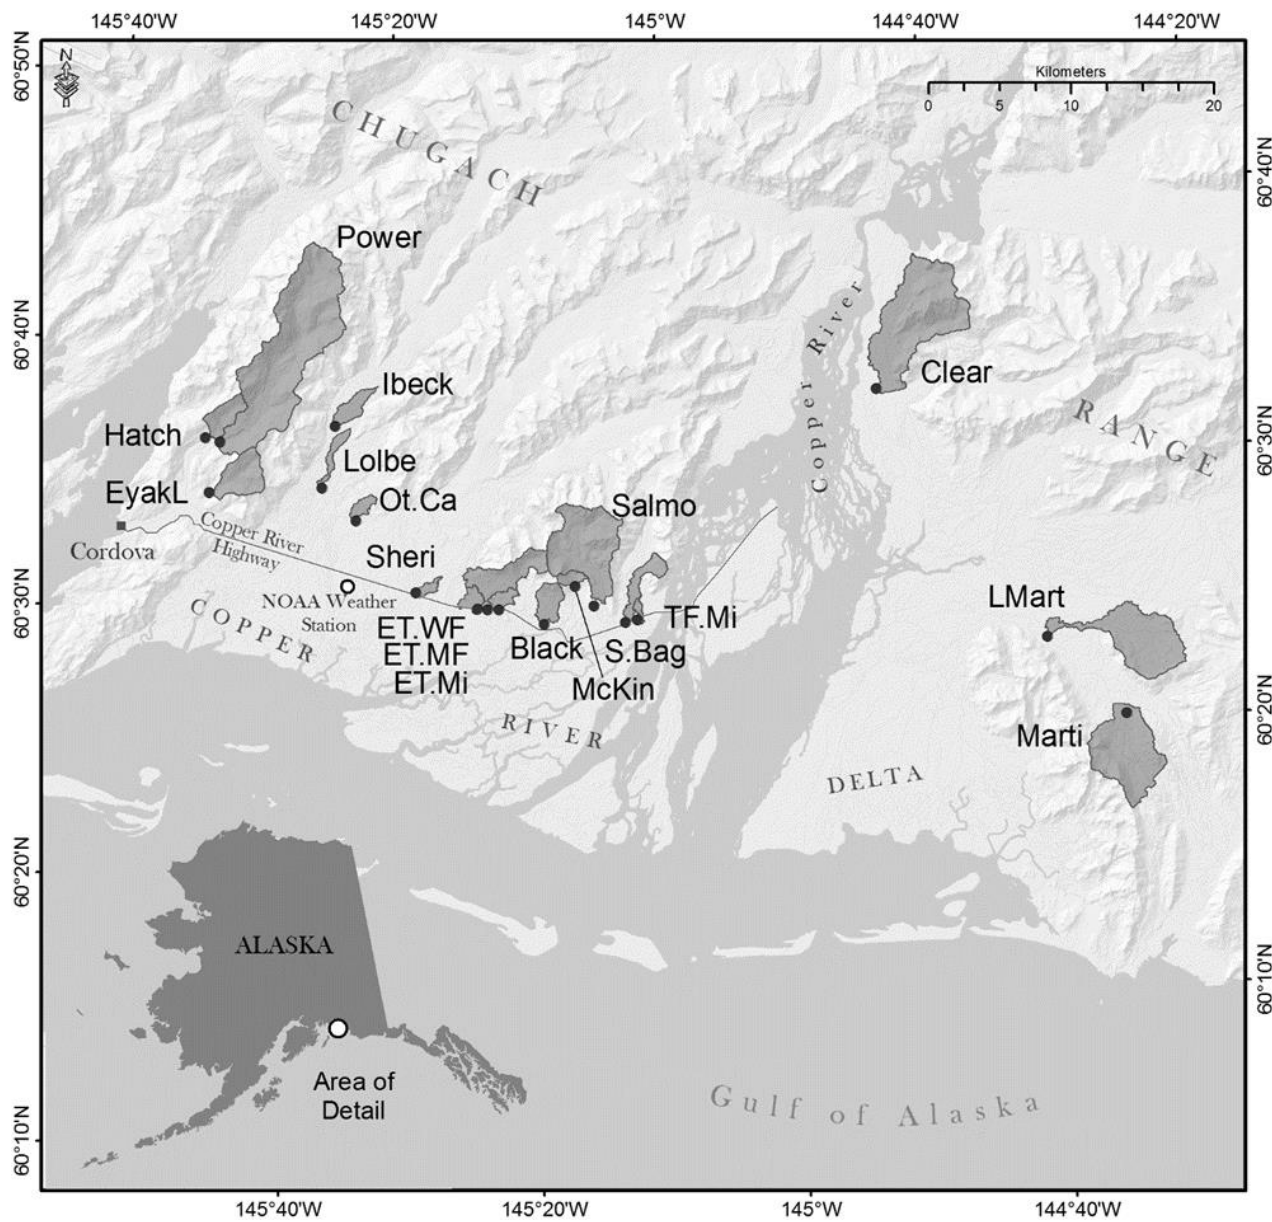 145°40'W 145°20'W 145°0'W 144°40'W 144°20'W
60°50'N
N
Kilometers
0 5 10 20
CHUGACH
60°40'N
Power
Copper River
60°40'N
Clear
Ibeck
RANGE
Hatch
60°30'N
Lolbe
EyakL
Ot.Ca
Salmo
Copper River
Highway
Cordova
Sheri
NOAA Weather
Station
60°30'N
COPPER
LMart
TF.Mi
ET.WF
ET.MF
ET.Mi
Black
S.Bag
McKin
60°20'N
RIVER
Marti
DELTA
60°20'N
ALASKA
60°10'N
Area of
Detail
Gulf of Alaska
60°10'N
145°40'W 145°20'W 145°0'W 144°40'W